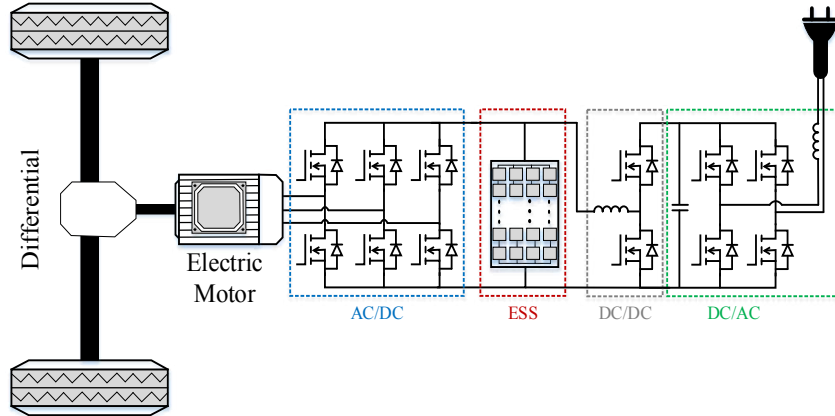 Differential
Electric
Motor
AC/DC
ESS
DC/DC
DC/AC